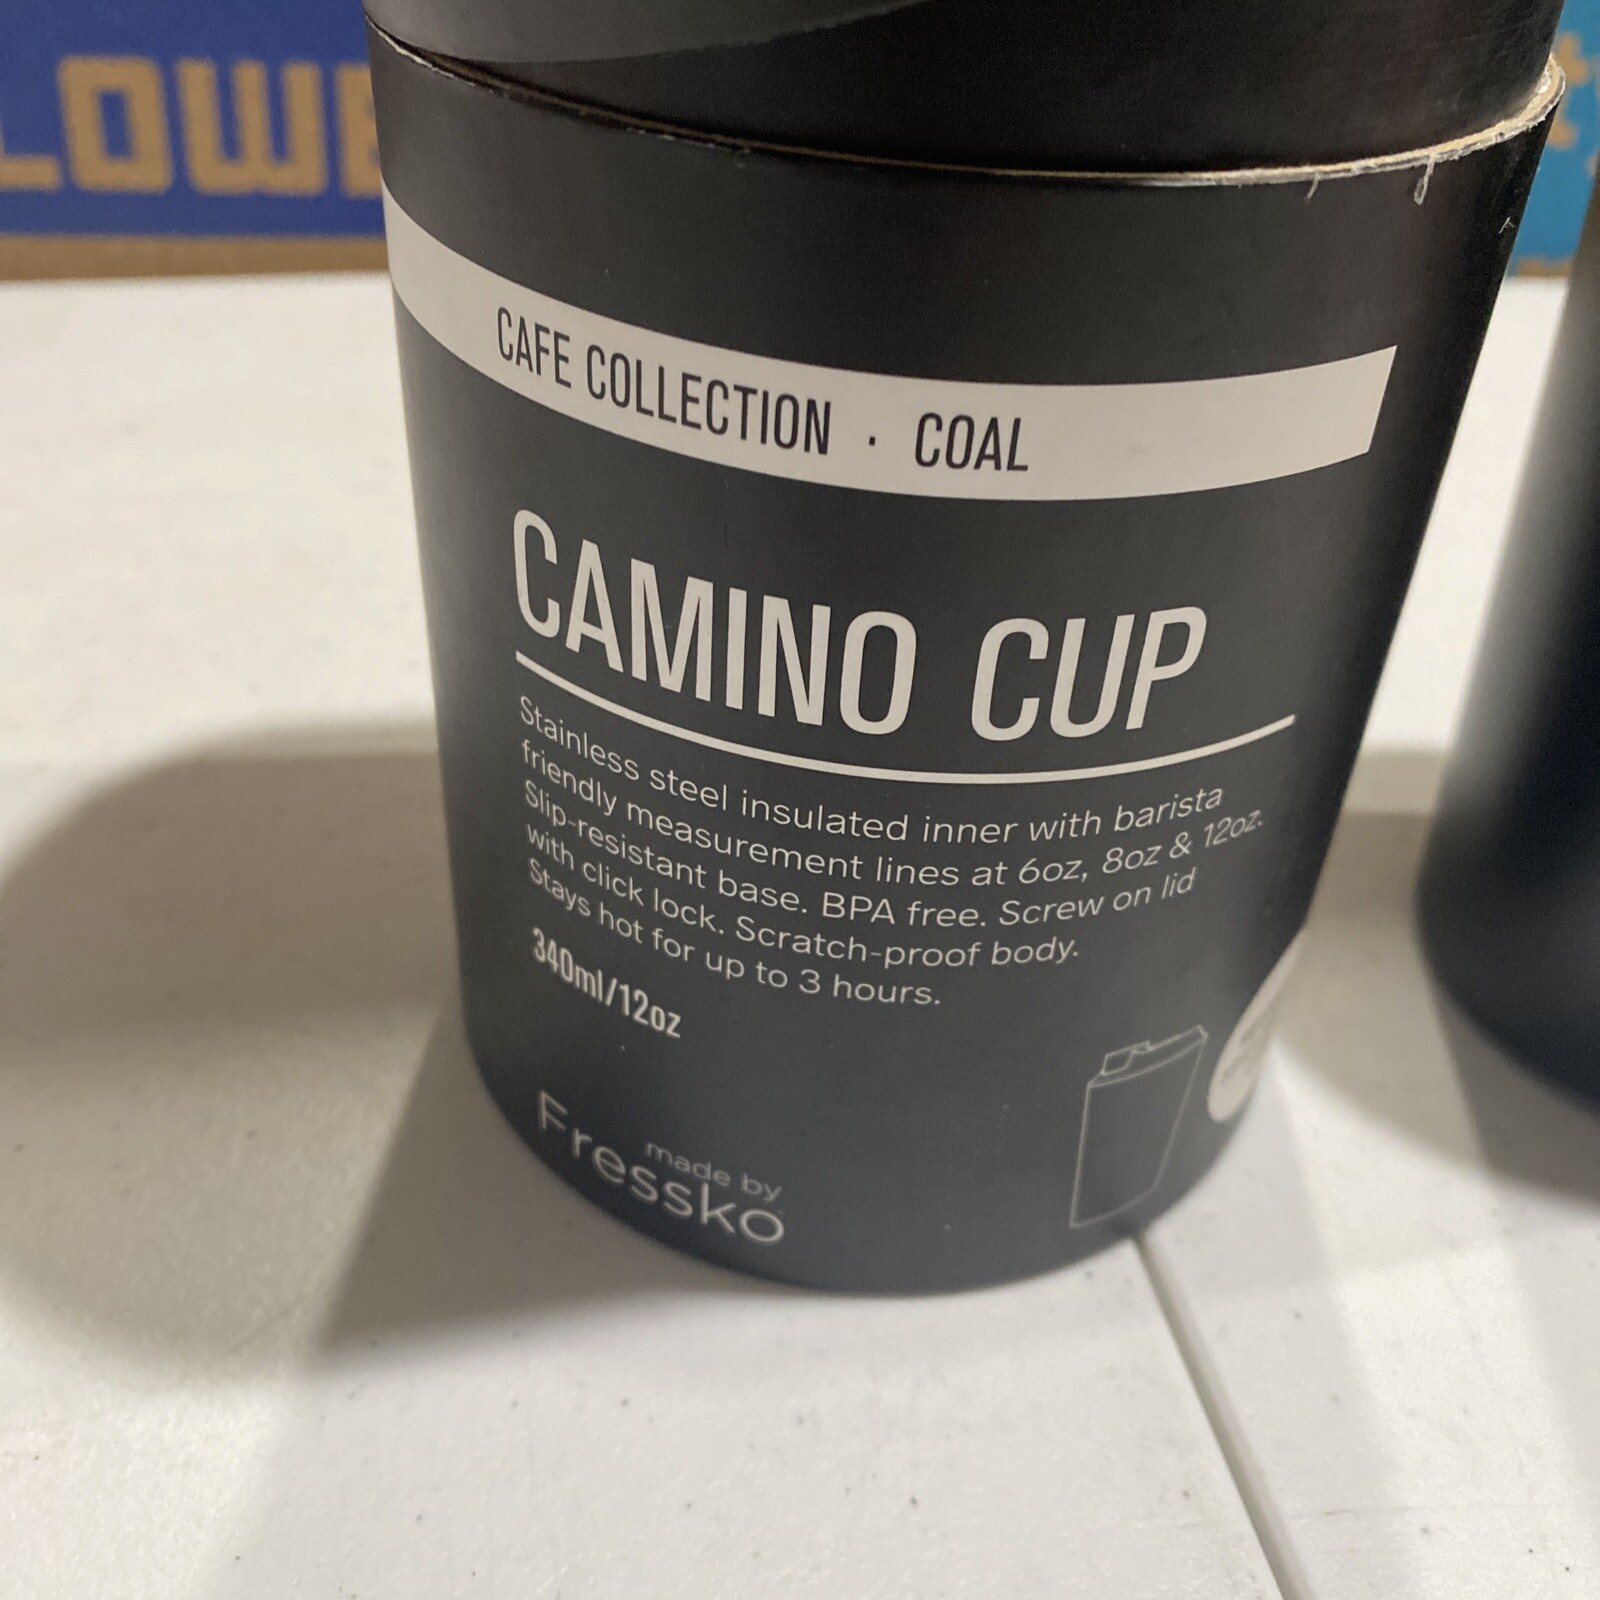 LOWE
CAFE COLLECTION · COAL
CAMINO CUP
Stainless steel insulated inner with barista
friendly measurement lines at 6oz, 8oz & 12oz.
Slip-resistant base. BPA free. Screw on lid
with click lock. Scratch-proof body.
Stays hot for up to 3 hours.
340ml/12oz
made by
Fressko